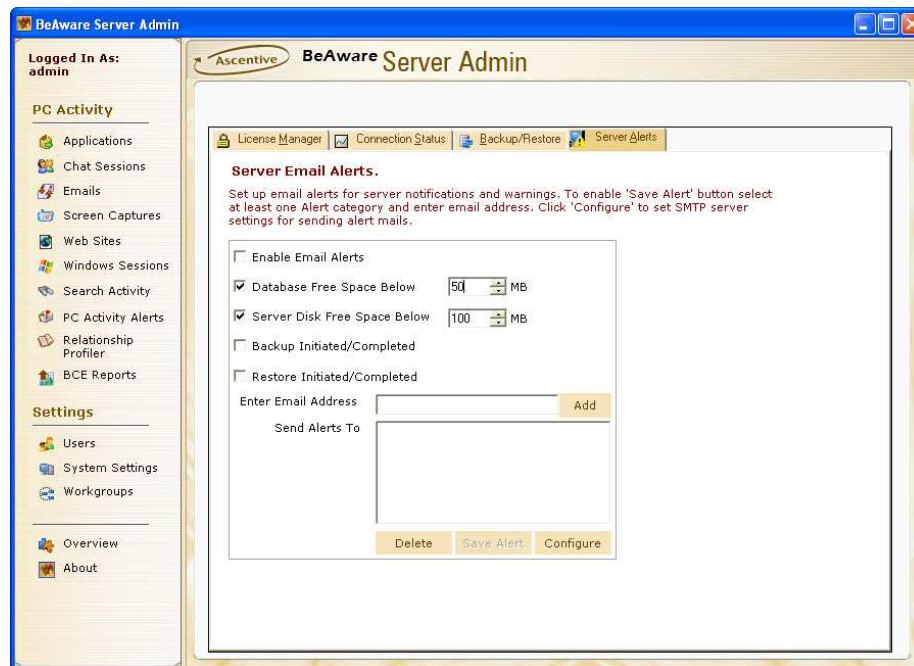 BeAware Server Admin
Logged In As:
admin
PC Activity
Applications
Chat Sessions
Emails
Screen Captures
Web Sites
Windows Sessions
Search Activity
PC Activity Alerts
Relationship
Profiler
BCE Reports
Settings
Users
System Settings
Workgroups
Overview
About
Ascentive
BeAware Server Admin
License Manager
Connection Status
Backup/Restore
Server Alerts
Server Email Alerts.
Set up email alerts for server notifications and warnings. To enable 'Save Alert' button select
at least one Alert category and enter email address. Click 'Configure' to set SMTP server
settings for sending alert mails.
Enable Email Alerts
Database Free Space Below 50 MB
Server Disk Free Space Below 100 MB
Backup Initiated/Completed
Restore Initiated/Completed
Enter Email Address
Add
Send Alerts To
Delete
Save Alert
Configure